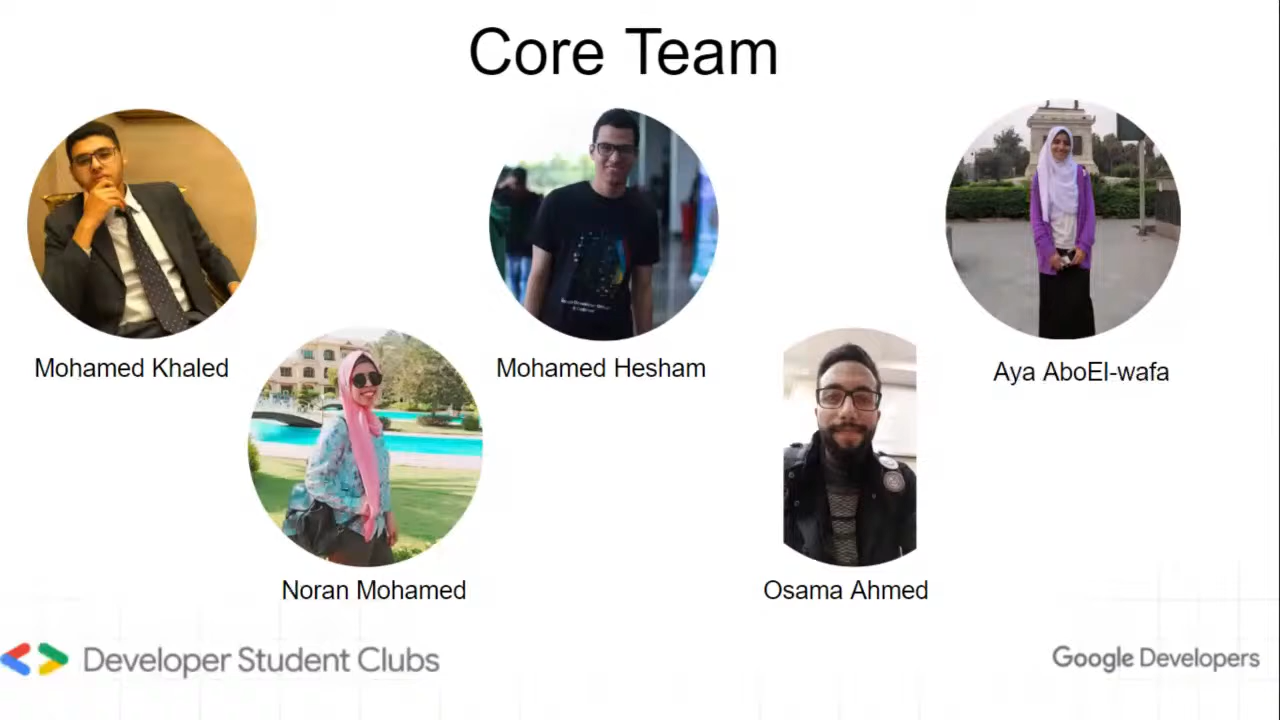 Core Team
Mohamed Khaled
Mohamed Hesham
Aya AboEl-wafa
Noran Mohamed
Osama Ahmed
Developer Student Clubs
Google Developers